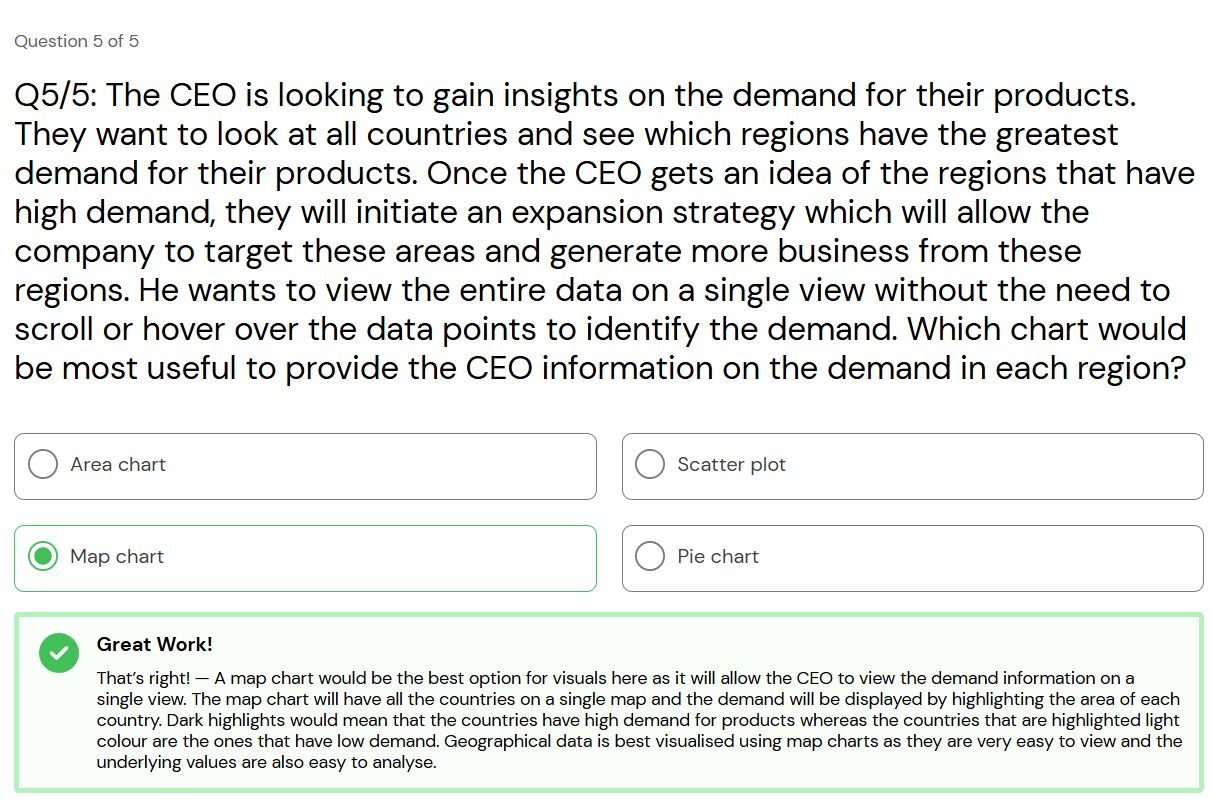 Question 5 of 5
Q5/5: The CEO is looking to gain insights on the demand for their products.
They want to look at all countries and see which regions have the greatest
demand for their products. Once the CEO gets an idea of the regions that have
high demand, they will initiate an expansion strategy which will allow the
company to target these areas and generate more business from these
regions. He wants to view the entire data on a single view without the need to
scroll or hover over the data points to identify the demand. Which chart would
be most useful to provide the CEO information on the demand in each region?
Area chart
Scatter plot
Map chart
Pie chart
Great Work!
That’s right! — A map chart would be the best option for visuals here as it will allow the CEO to view the demand information on a
single view. The map chart will have all the countries on a single map and the demand will be displayed by highlighting the area of each
country. Dark highlights would mean that the countries have high demand for products whereas the countries that are highlighted light
colour are the ones that have low demand. Geographical data is best visualised using map charts as they are very easy to view and the
underlying values are also easy to analyse.